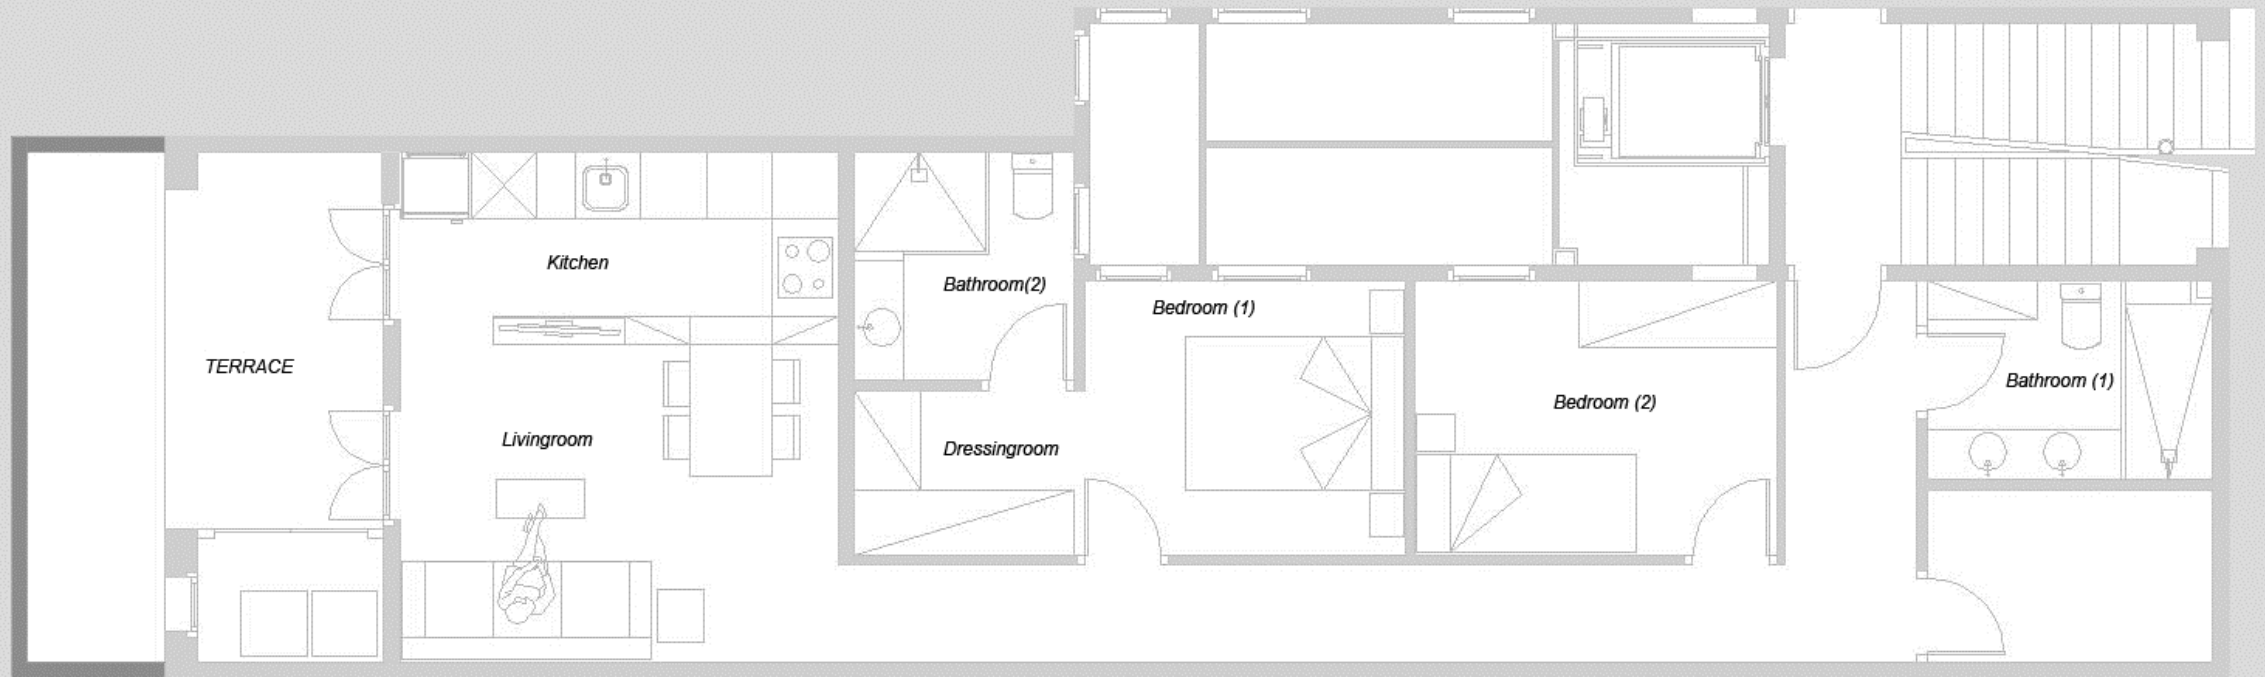 Kitchen
Bathroom(2)
Bedroom (1)
TERRACE
Bathroom (1)
Bedroom (2)
Livingroom
Dressingroom